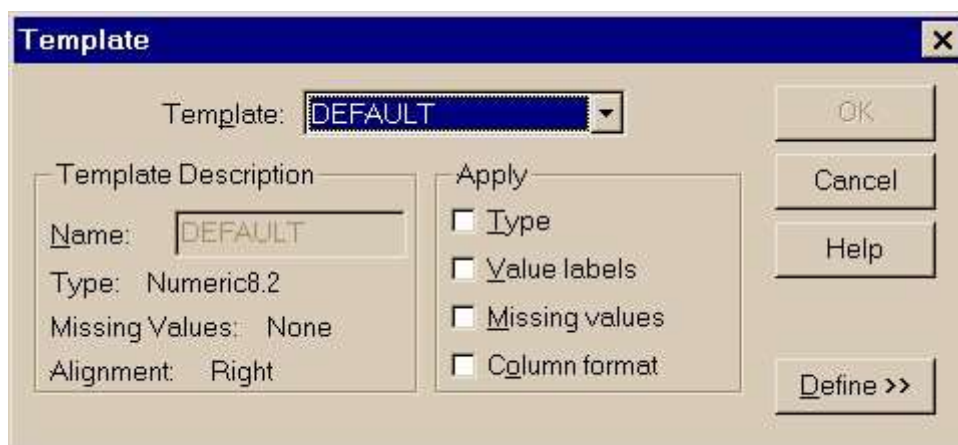 Template
Template: DEFAULT
OK
Template Description
Name: DEFAULT
Type: Numeric8.2
Missing Values: None
Alignment: Right
Apply
Type
Value labels
Missing values
Column format
Cancel
Help
Define >>